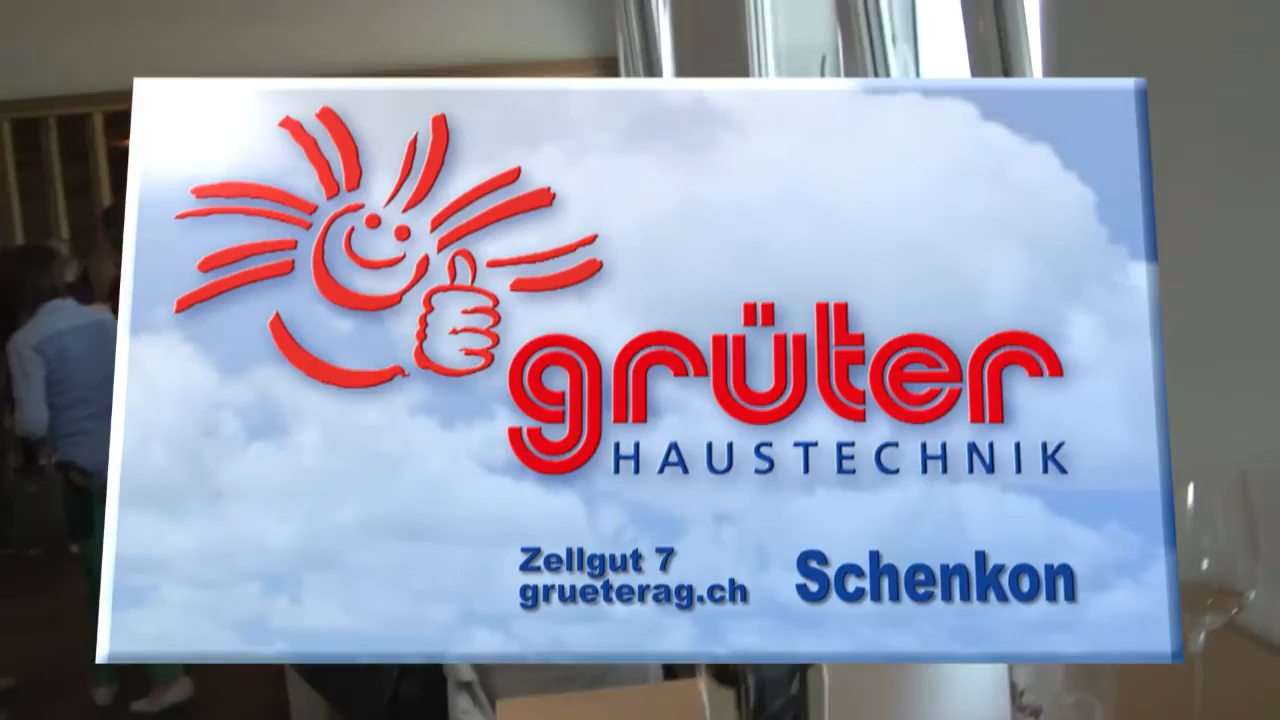 grüter
HAUSTECHNIK
Zellgut 7
grueterag.ch
Schenkon